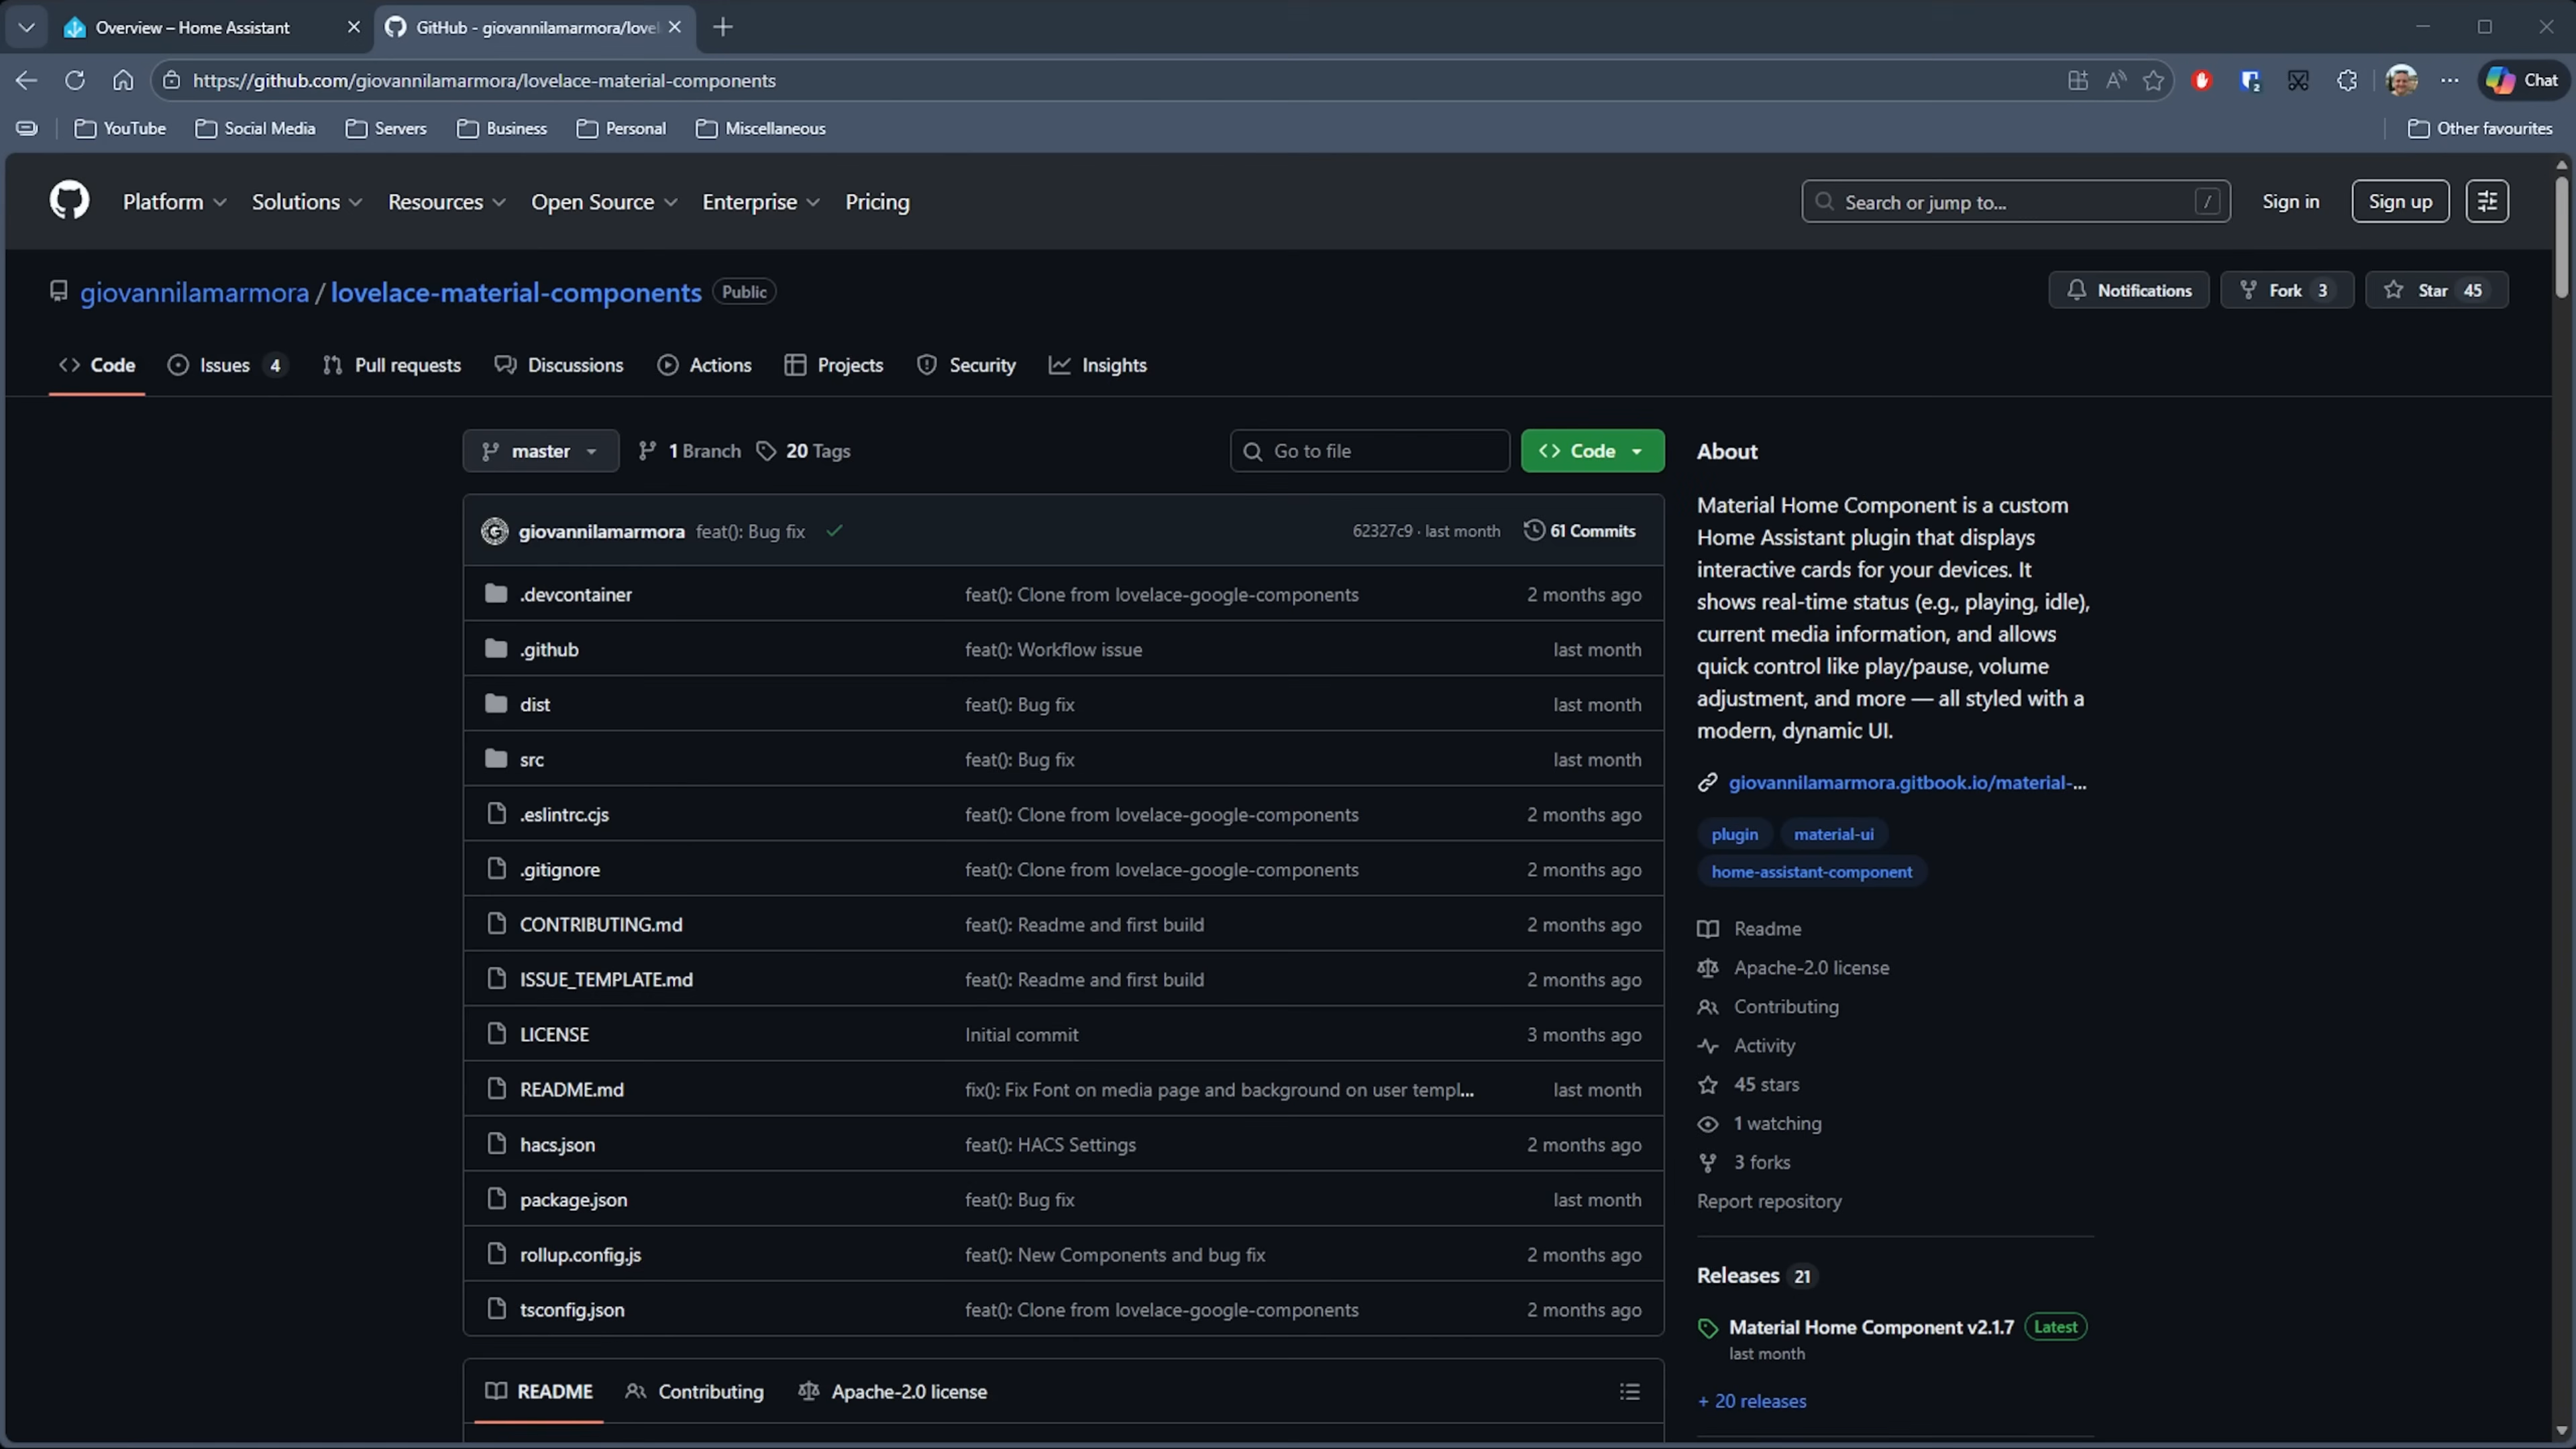 Overview – Home Assistant
GitHub - giovannilamarmora/lovel
https://github.com/giovannilamarmora/lovelace-material-components
Chat
YouTube
Social Media
Servers
Business
Personal
Miscellaneous
Other favourites
Platform
Solutions
Resources
Open Source
Enterprise
Pricing
Search or jump to...
/
Sign in
Sign up
giovannilamarmora / lovelace-material-components
Public
Notifications
Fork 3
Star 45
Code
Issues 4
Pull requests
Discussions
Actions
Projects
Security
Insights
master
1 Branch
20 Tags
Go to file
Code
giovannilamarmora feat(): Bug fix
62327c9 · last month
61 Commits
.devcontainer feat(): Clone from lovelace-google-components 2 months ago
.github feat(): Workflow issue last month
dist feat(): Bug fix last month
src feat(): Bug fix last month
.eslintrc.cjs feat(): Clone from lovelace-google-components 2 months ago
.gitignore feat(): Clone from lovelace-google-components 2 months ago
CONTRIBUTING.md feat(): Readme and first build 2 months ago
ISSUE_TEMPLATE.md feat(): Readme and first build 2 months ago
LICENSE Initial commit 3 months ago
README.md fix(): Fix Font on media page and background on user templ... last month
hacs.json feat(): HACS Settings 2 months ago
package.json feat(): Bug fix last month
rollup.config.js feat(): New Components and bug fix 2 months ago
tsconfig.json feat(): Clone from lovelace-google-components 2 months ago
README
Contributing
Apache-2.0 license
About
Material Home Component is a custom
Home Assistant plugin that displays
interactive cards for your devices. It
shows real-time status (e.g., playing, idle),
current media information, and allows
quick control like play/pause, volume
adjustment, and more — all styled with a
modern, dynamic UI.
giovannilamarmora.gitbook.io/material-...
plugin
material-ui
home-assistant-component
Readme
Apache-2.0 license
Contributing
Activity
45 stars
1 watching
3 forks
Report repository
Releases 21
Material Home Component v2.1.7 Latest
last month
+ 20 releases